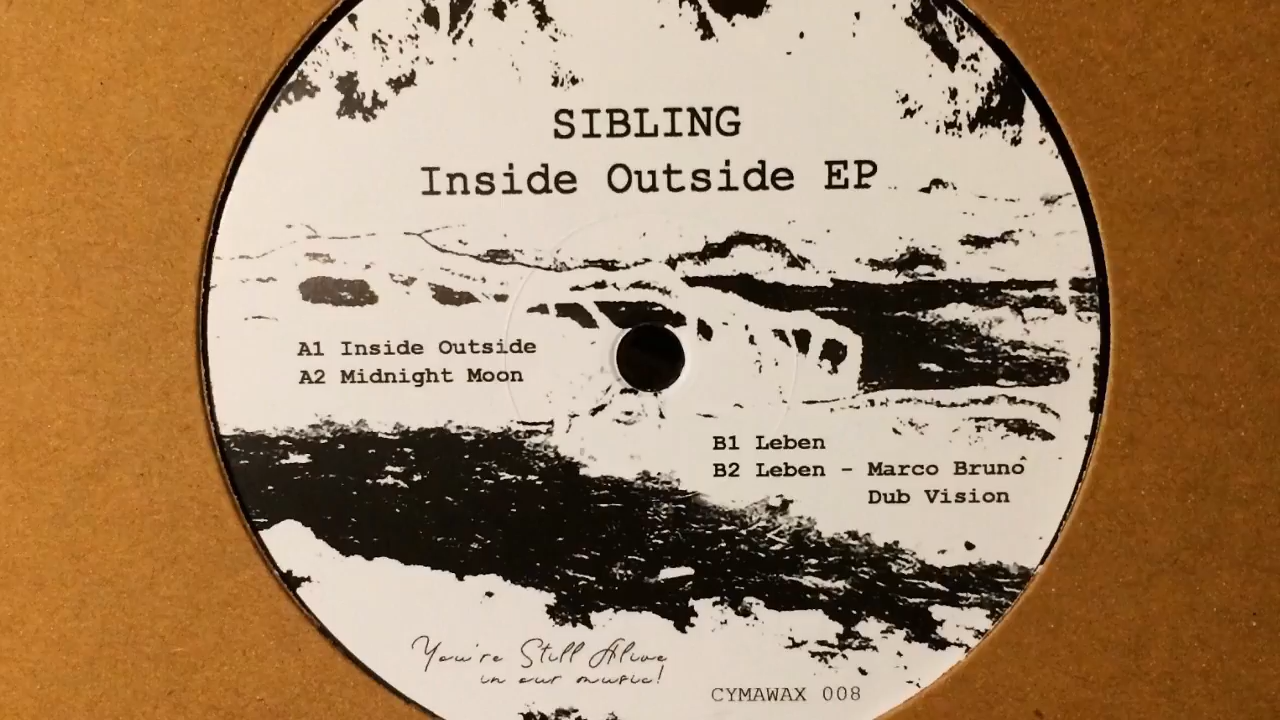 SIBLING
Inside Outside EP
A1 Inside Outside
A2 Midnight Moon
B1 Leben
B2 Leben - Marco Bruno
Dub Vision
You're Still Alive
in our music!
CYMAWAX 008